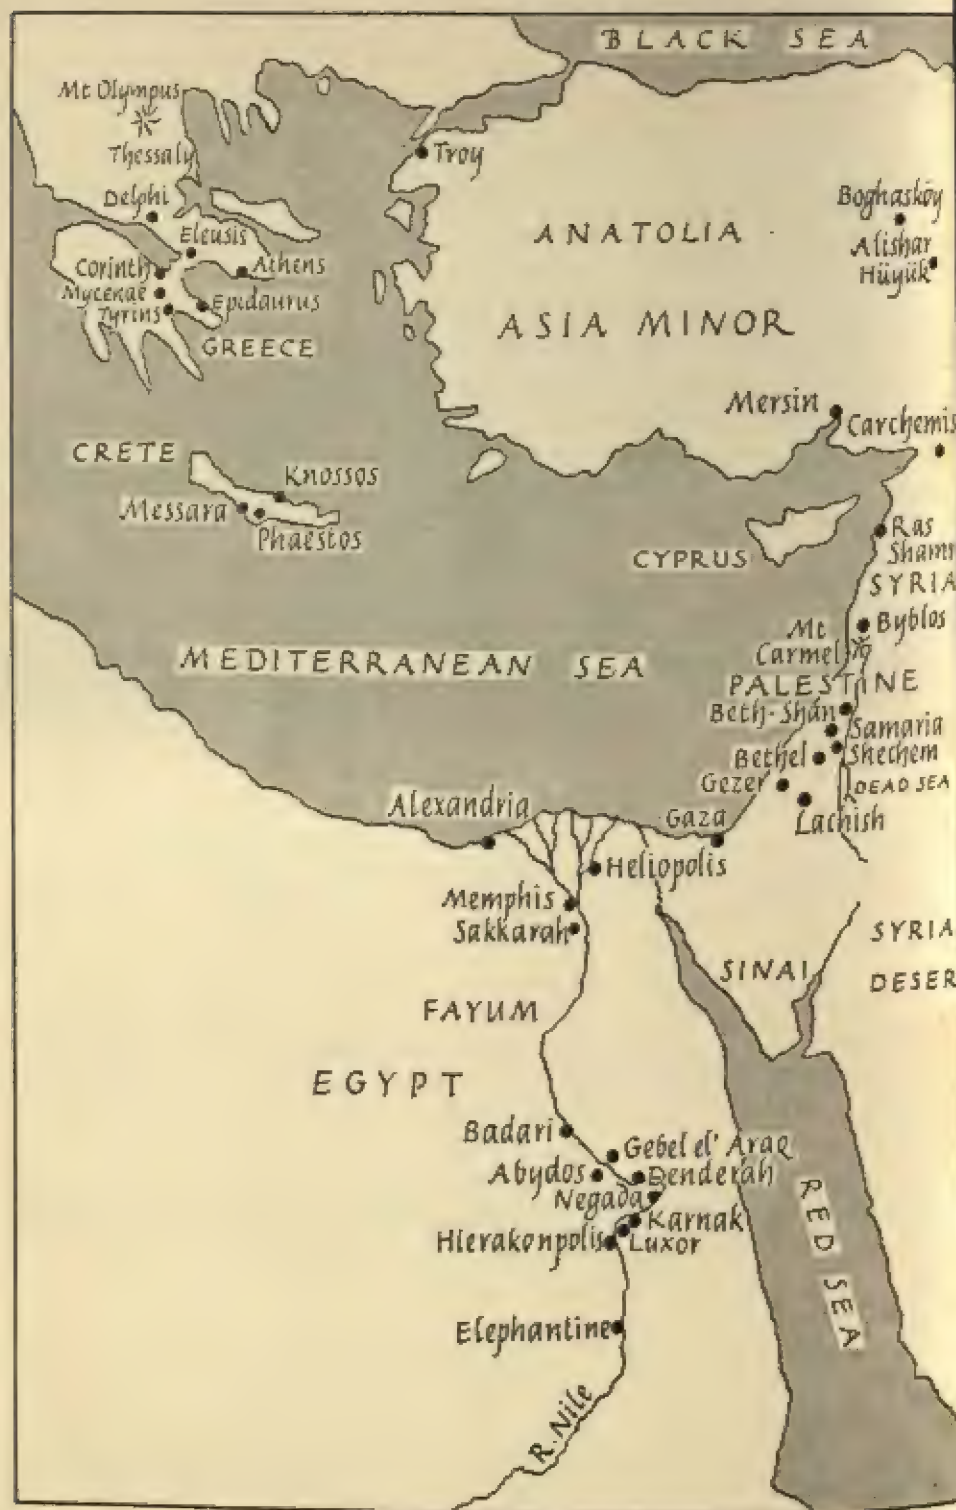 BLACK SEA
Mt Olympus
Thessaly
Troy
Delphi
Boghasköy
Eleusis
ANATOLIA
Alishar
Hüyük
Corinth
Athens
Mycenae
Epidaurus
Tyrins
ASIA MINOR
GREECE
Mersin
Carchemis
CRETE
Knossos
Messara
Phaestos
Ras
Sham
CYPRUS
SYRIA
Byblos
Mt
Carmel
MEDITERRANEAN SEA
PALESTINE
Beth-Shan
Samaria
Shechem
Bethel
Gezer
DEAD SEA
Lachish
Alexandria
Gaza
Heliopolis
Memphis
Sakkarah
SYRIA
DESER
SINAI
FAYUM
EGYPT
Badari
Gebel el' Araq
Abydos
Denderah
Negada
Karnak
Hierakonpolis
Luxor
RED SEA
Elephantine
R. Nile